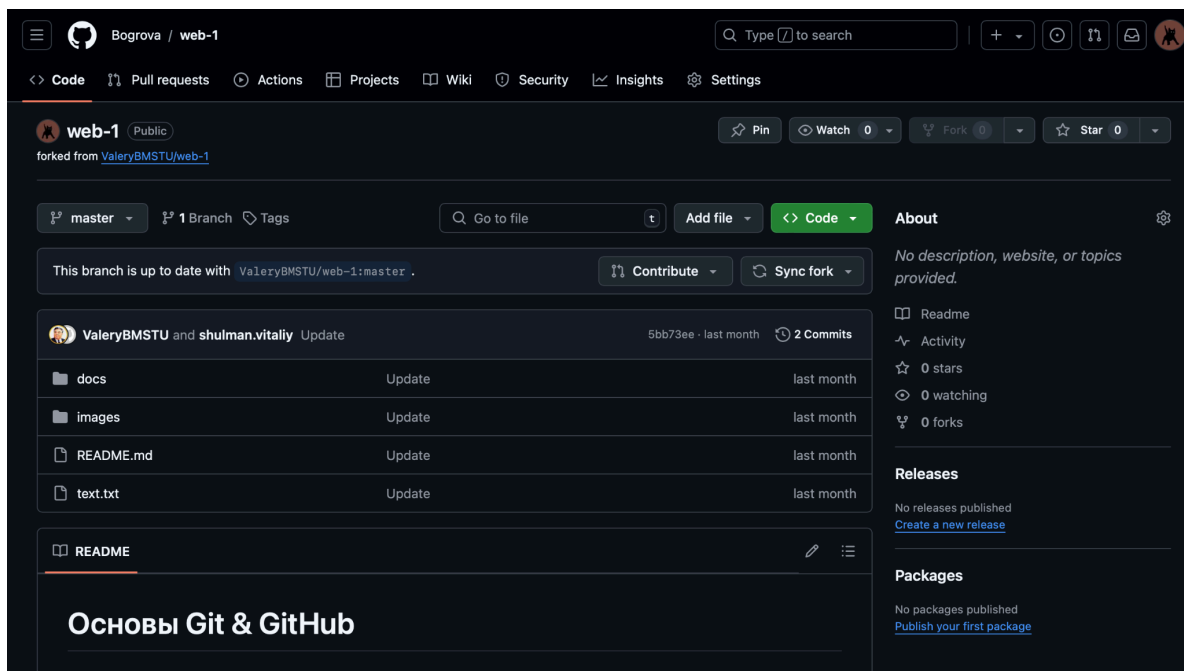 Bogrova / web-1
Type / to search
Code Pull requests Actions Projects Wiki Security Insights Settings
web-1 Public
Pin Watch 0 Fork 0 Star 0
forked from ValeryBMSTU/web-1
master 1 Branch Tags Go to file t Add file Code
About
No description, website, or topics provided.
This branch is up to date with ValeryBMSTU/web-1:master . Contribute Sync fork
Readme
Activity
0 stars
0 watching
0 forks
ValeryBMSTU and shulman.vitaliy Update 5bb73ee · last month 2 Commits
docs Update last month
images Update last month
README.md Update last month
text.txt Update last month
Releases
No releases published
Create a new release
README
Packages
No packages published
Publish your first package
Основы Git & GitHub